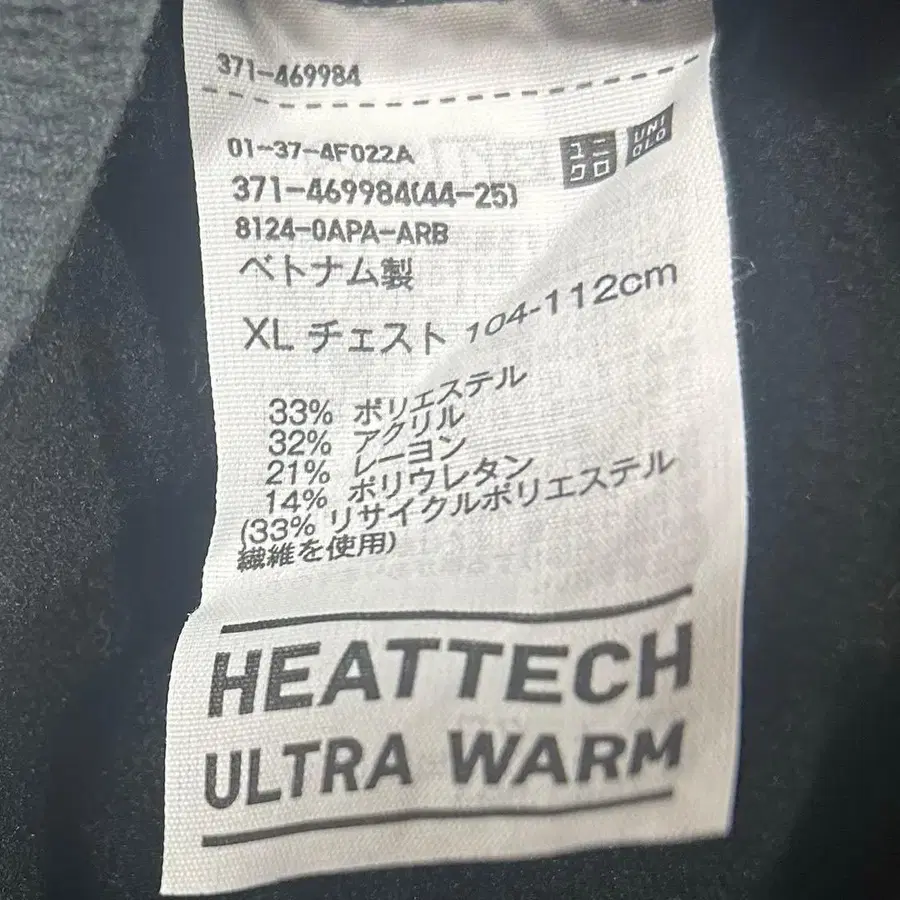 371-469984
01-37-4F022A
ユニ
クロ
UNI
QLO
371-469984(44-25)
8124-0APA-ARB
ベトナム製
XL チェスト 104-112cm
33% ポリエステル
32% アクリル
21% レーヨン
14% ポリウレタン
(33% リサイクルポリエステル
繊維を使用)
HEATTECH
ULTRA WARM